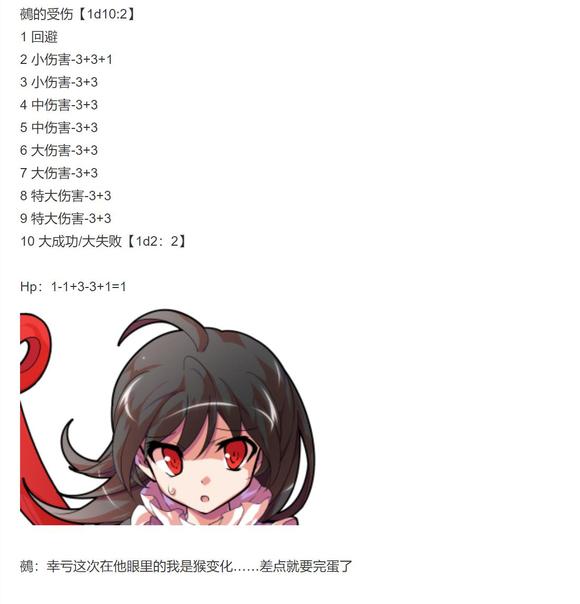 鵺的受伤【1d10:2】
1 回避
2 小伤害-3+3+1
3 小伤害-3+3
4 中伤害-3+3
5 中伤害-3+3
6 大伤害-3+3
7 大伤害-3+3
8 特大伤害-3+3
9 特大伤害-3+3
10 大成功/大失败【1d2：2】
Hp：1-1+3-3+1=1
鵺：幸亏这次在他眼里的我是猴变化……差点就要完蛋了